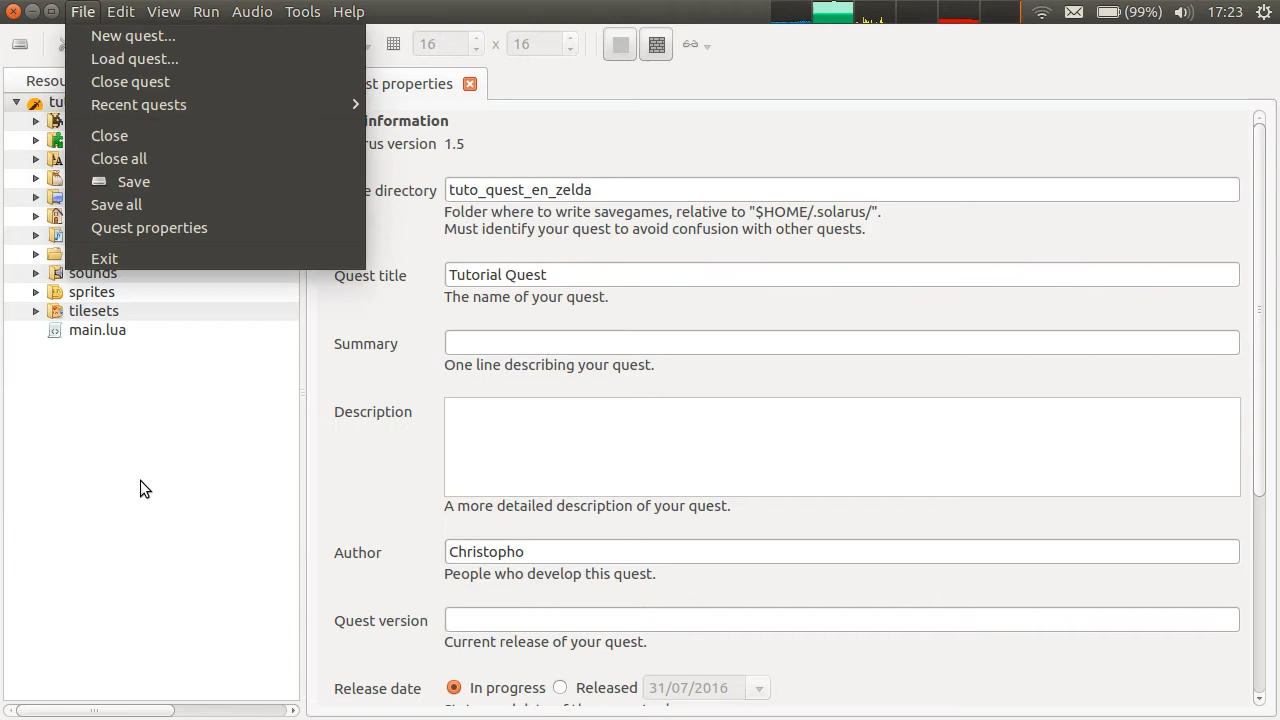 File Edit View Run Audio Tools Help
(99%) 17:23
New quest...
Load quest...
Close quest
Recent quests
Close
Close all
Save
Save all
Quest properties
Exit
16 x 16
properties
information
version 1.5
directory tuto_quest_en_zelda
Folder where to write savegames, relative to "$HOME/.solarus/".
Must identify your quest to avoid confusion with other quests.
sounds
sprites
tilesets
main.lua
Quest title Tutorial Quest
The name of your quest.
Summary
One line describing your quest.
Description
A more detailed description of your quest.
Author Christopho
People who develop this quest.
Quest version
Current release of your quest.
Release date In progress Released 31/07/2016